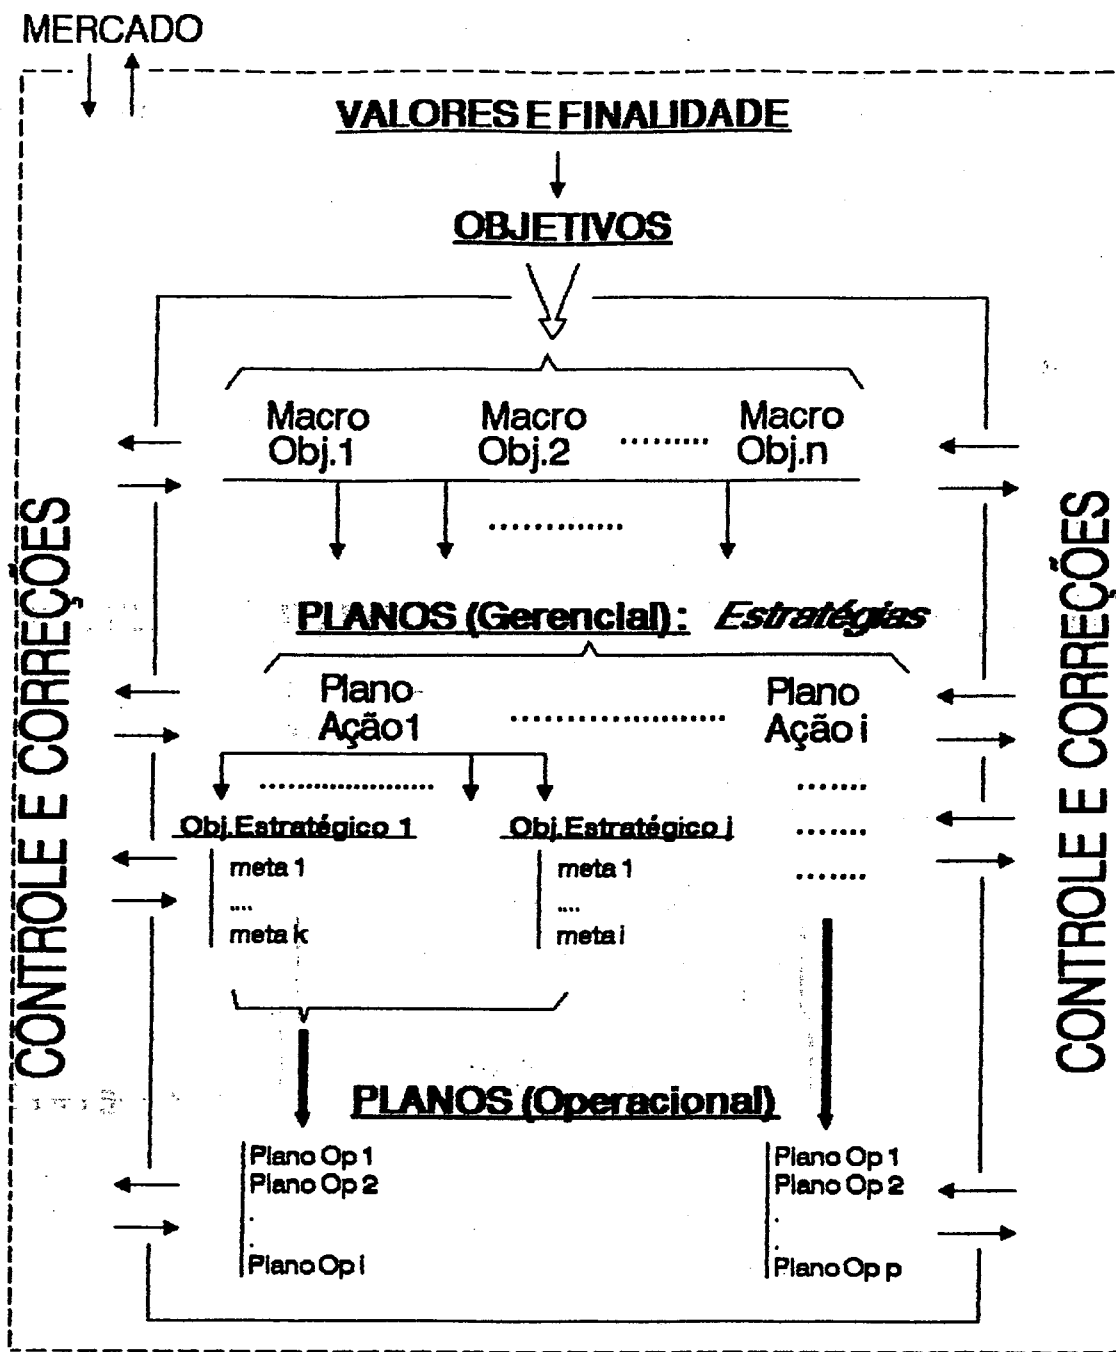 MERCADO
VALORES E FINALIDADE
OBJETIVOS
Macro Macro Macro
Obj.1 Obj.2 ......... Obj.n
.............
PLANOS (Gerencial): Estratégias
Plano Plano
Ação1 ...................... Ação i
.................. .......
Obj.Estratégico 1 Obj.Estratégico j .......
meta 1 meta 1 .......
.... ....
meta k meta i
PLANOS (Operacional)
Plano Op 1 Plano Op 1
Plano Op 2 Plano Op 2
. .
. .
Plano Op i Plano Op p
CONTROLE E CORREÇÕES
CONTROLE E CORREÇÕES